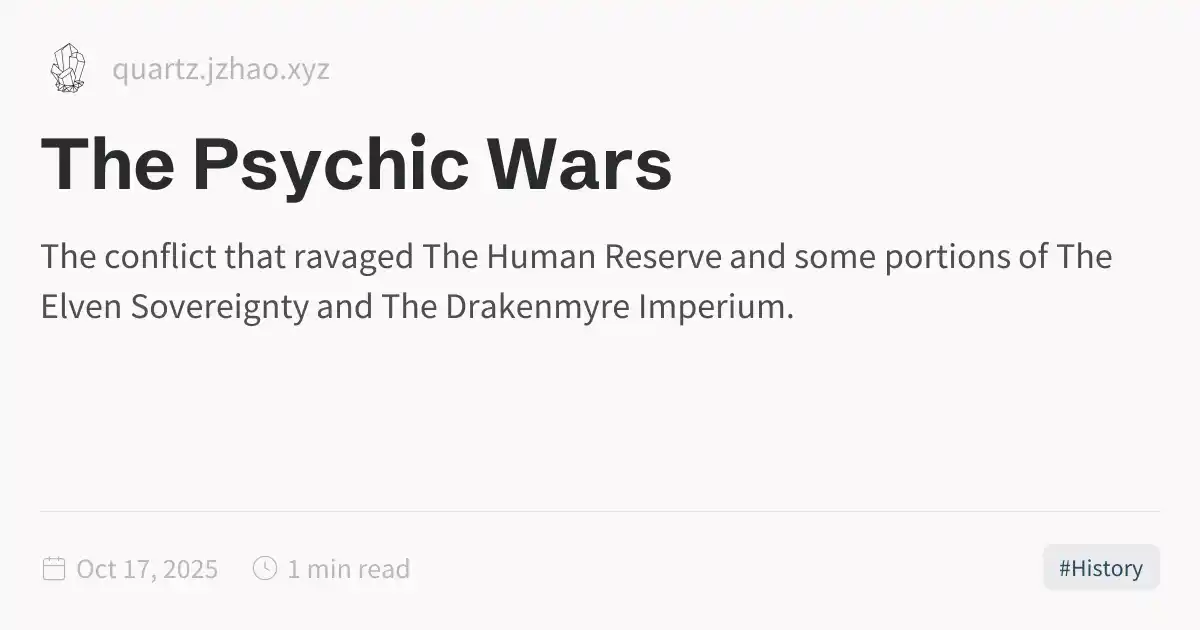 quartz.jzhao.xyz
The Psychic Wars
The conflict that ravaged The Human Reserve and some portions of The
Elven Sovereignty and The Drakenmyre Imperium.
Oct 17, 2025 1 min read #History